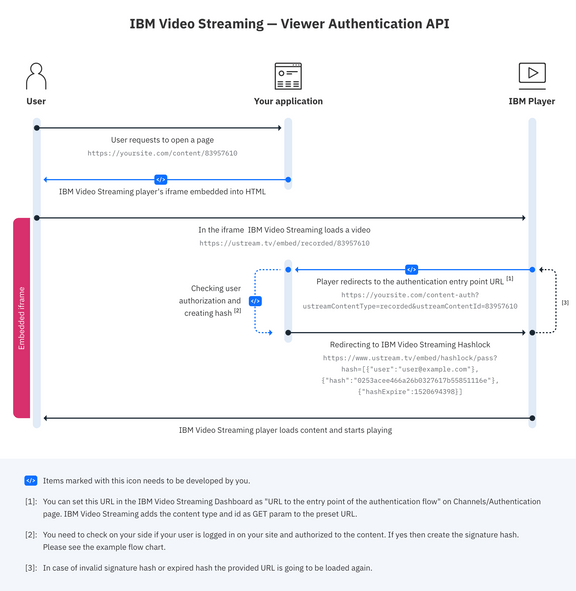 IBM Video Streaming — Viewer Authentication API
User
Your application
IBM Player
User requests to open a page
https://yoursite.com/content/83957610
</>
IBM Video Streaming player's iframe embedded into HTML
In the iframe IBM Video Streaming loads a video
https://ustream.tv/embed/recorded/83957610
Embedded iframe
</>
Player redirects to the authentication entry point URL [1]
https://yoursite.com/content-auth?
ustreamContentType=recorded&ustreamContentId=83957610
Checking user
authorization and
creating hash [2]
</>
[3]
Redirecting to IBM Video Streaming Hashlock
https://www.ustream.tv/embed/hashlock/pass?
hash=[{"user":"user@example.com"},
{"hash":"0253acee466a26b0327617b55851116e"},
{"hashExpire":1520694398}]
IBM Video Streaming player loads content and starts playing
</> Items marked with this icon needs to be developed by you.
[1]: You can set this URL in the IBM Video Streaming Dashboard as "URL to the entry point of the authentication flow" on Channels/Authentication
page. IBM Video Streaming adds the content type and id as GET param to the preset URL.
[2]: You need to check on your side if your user is logged in on your site and authorized to the content. If yes then create the signature hash.
Please see the example flow chart.
[3]: In case of invalid signature hash or expired hash the provided URL is going to be loaded again.